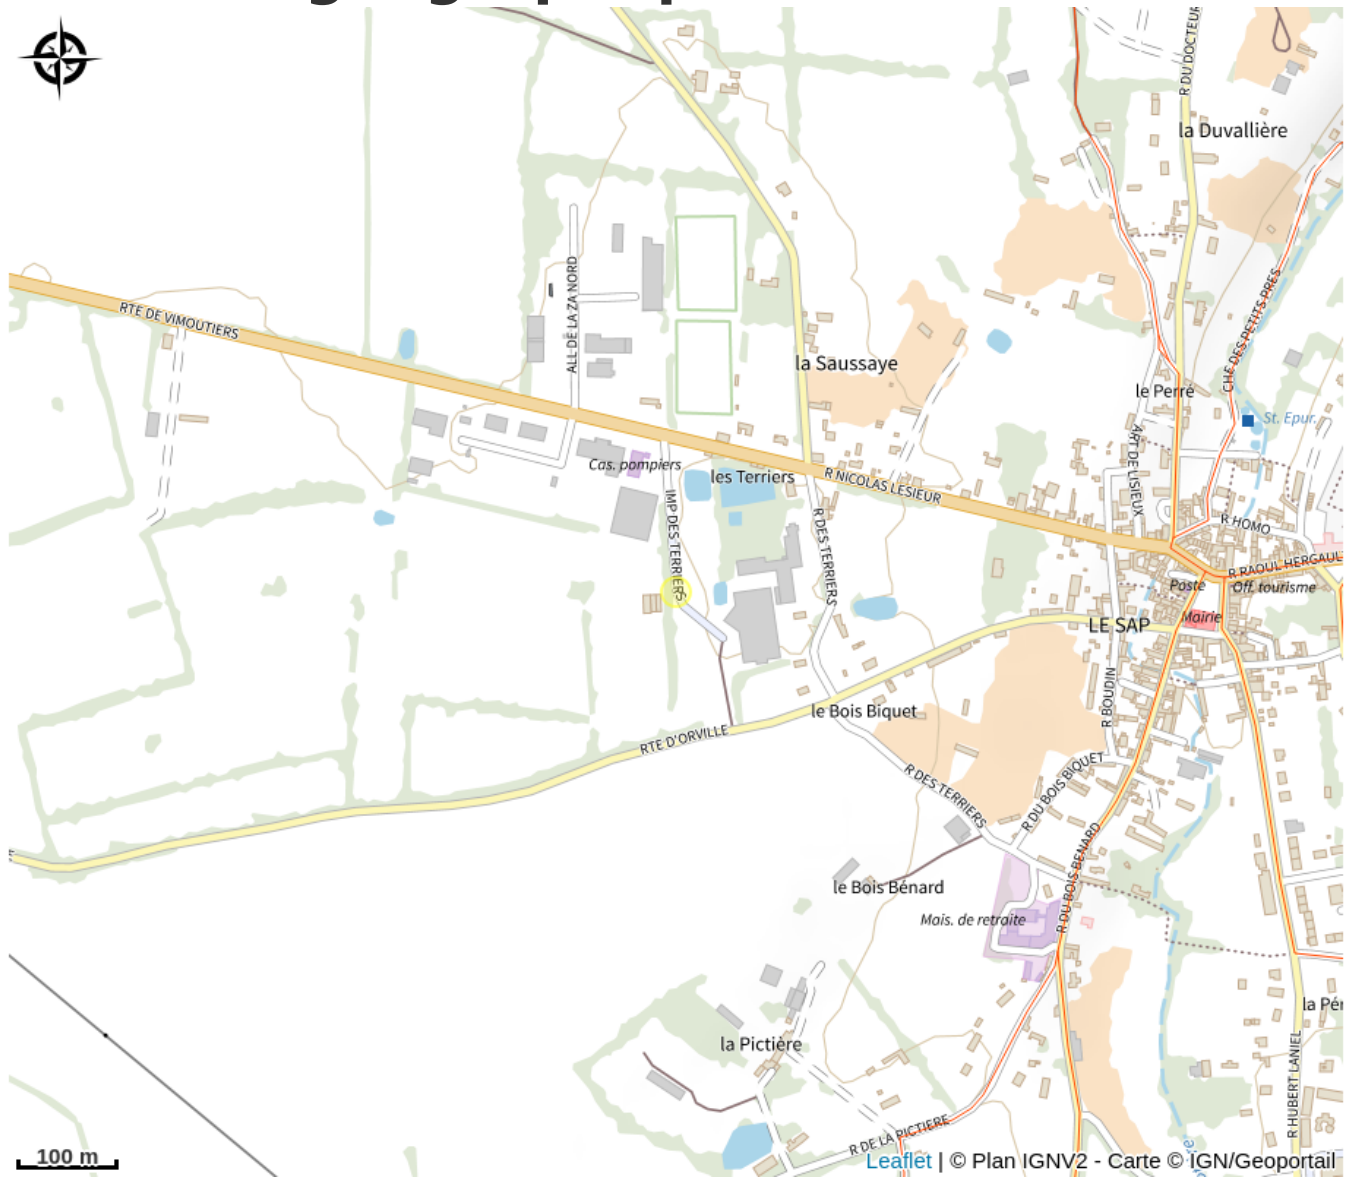 R DU DOCTEUR
la Duvallière
ALL DE LA ZA NORD
CHE DES PETITS PRES
RTE DE VIMOUTIERS
la Saussaye
le Perré
St. Epur.
ART DE LISIEUX
Cas. pompiers
les Terriers
R NICOLAS LESIEUR
IMP DES TERRIERS
R DES TERRIERS
R HOMO
R RAOUL HERGAUL
Poste
Off. tourisme
Mairie
LE SAP
R BOUDIN
le Bois Biquet
RTE D'ORVILLE
R DES TERRIERS
R DU BOIS BIQUET
R DU BOIS BENARD
le Bois Bénard
Mais. de retraite
la Pér
la Pictière
R HUBERT LANIEL
R DE LA PICTIERE
100 m
Leaflet | © Plan IGNV2 - Carte © IGN/Geoportail